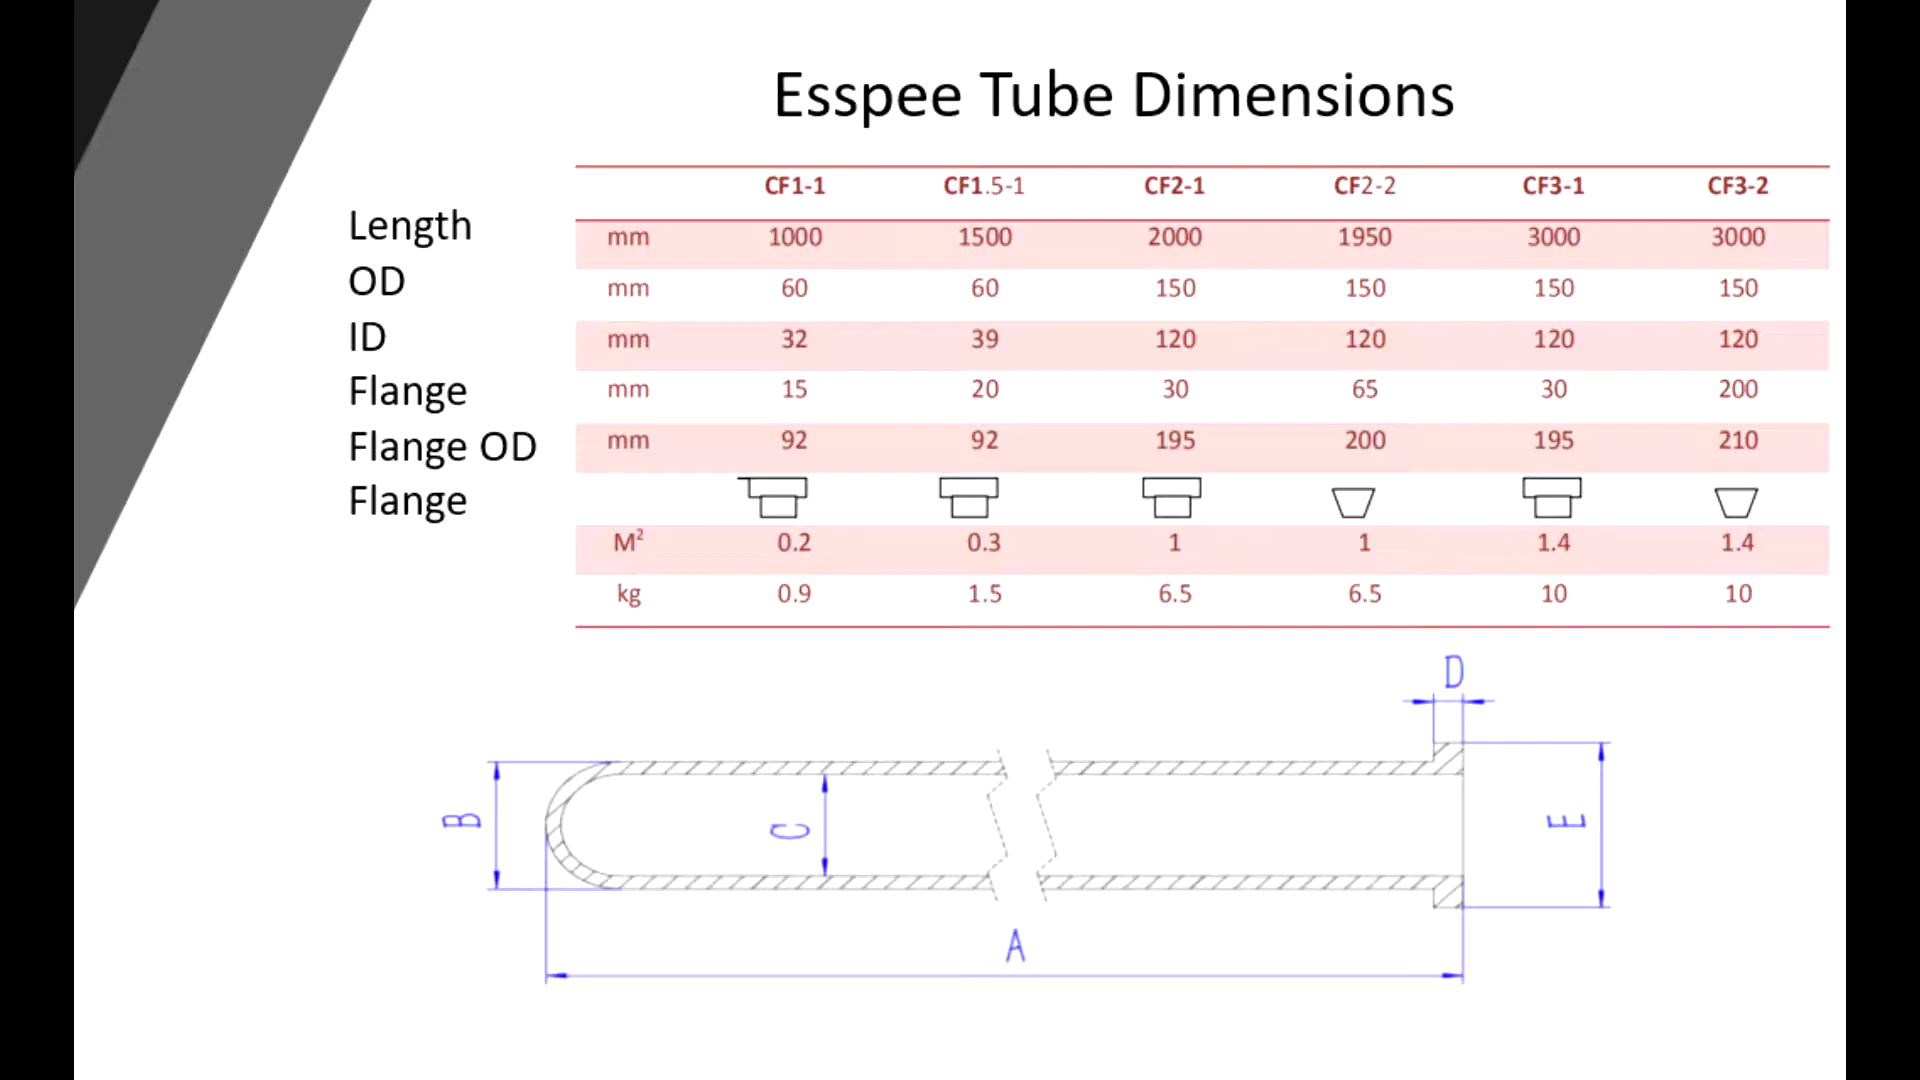 Esspee Tube Dimensions
CF1-1 CF1.5-1 CF2-1 CF2-2 CF3-1 CF3-2
Length mm 1000 1500 2000 1950 3000 3000
OD mm 60 60 150 150 150 150
ID mm 32 39 120 120 120 120
Flange mm 15 20 30 65 30 200
Flange OD mm 92 92 195 200 195 210
Flange
M² 0.2 0.3 1 1 1.4 1.4
kg 0.9 1.5 6.5 6.5 10 10
D
B C E
A